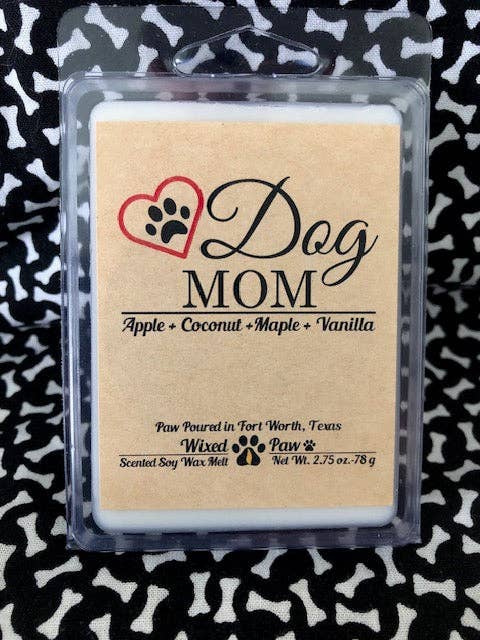 Dog
MOM
Apple + Coconut +Maple + Vanilla
Paw Poured in Fort Worth, Texas
Wixed Paw
Scented Soy Wax Melt Net Wt. 2.75 oz.-78 g